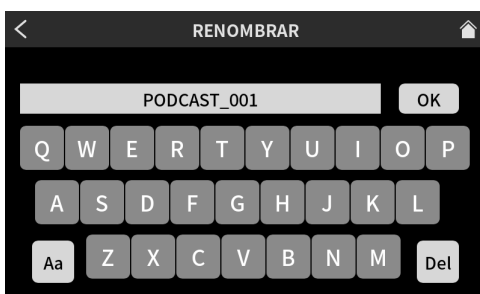 RENOMBRAR
PODCAST_001 OK
Q W E R T Y U I O P
A S D F G H J K L
Aa Z X C V B N M Del